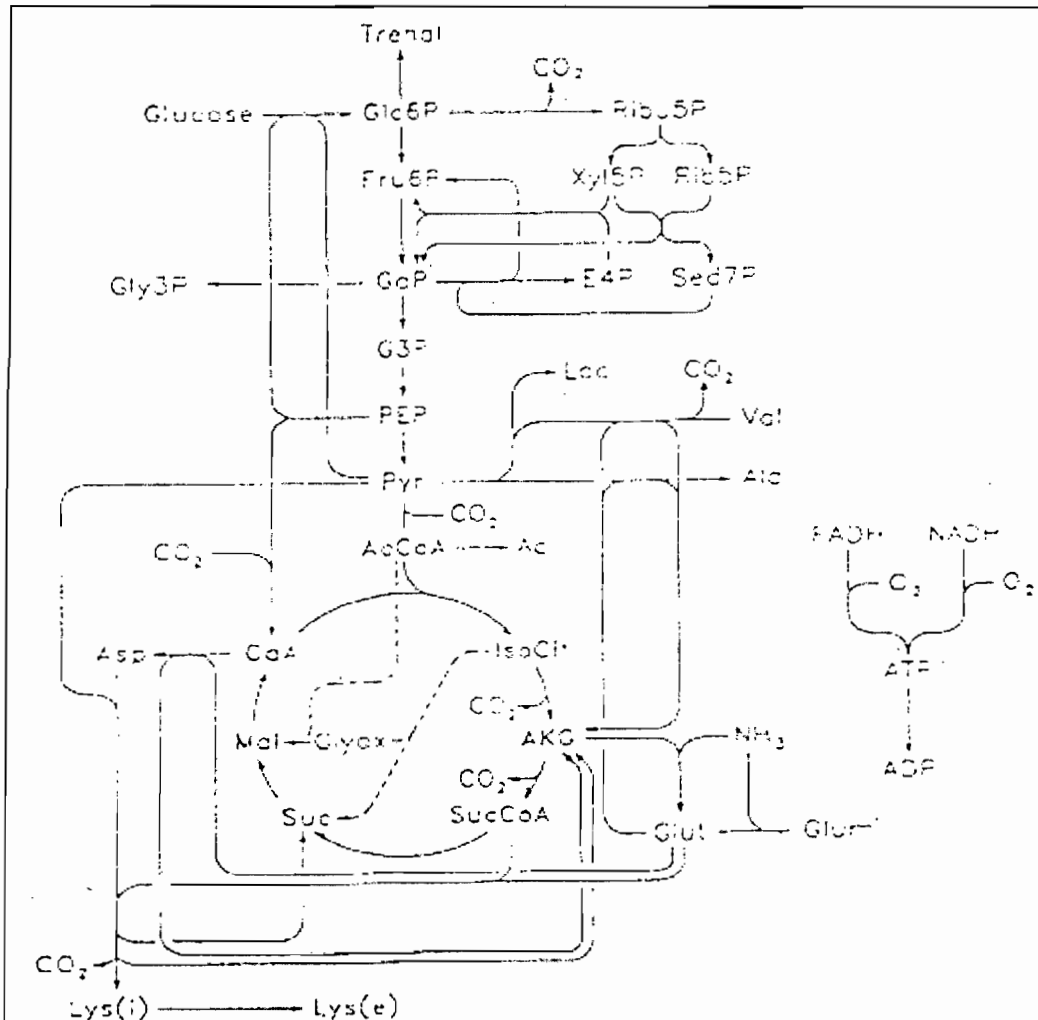 Trehal
CO₂
Glucose Glc6P Ribu5P
Fru6P Xyl5P Rib5P
Gly3P GaP E4P Sed7P
G3P
Lac CO₂
PEP Val
Pyr Ala
CO₂
CO₂ AcCoA Ac
FADH NADH
O₂ O₂
Asp OaA IsoCit
ATP
CO₂
Mal Glyox AKG NH₃
CO₂ ADP
Suc SucCoA Glut Glum
CO₂
Lys(i) Lys(e)